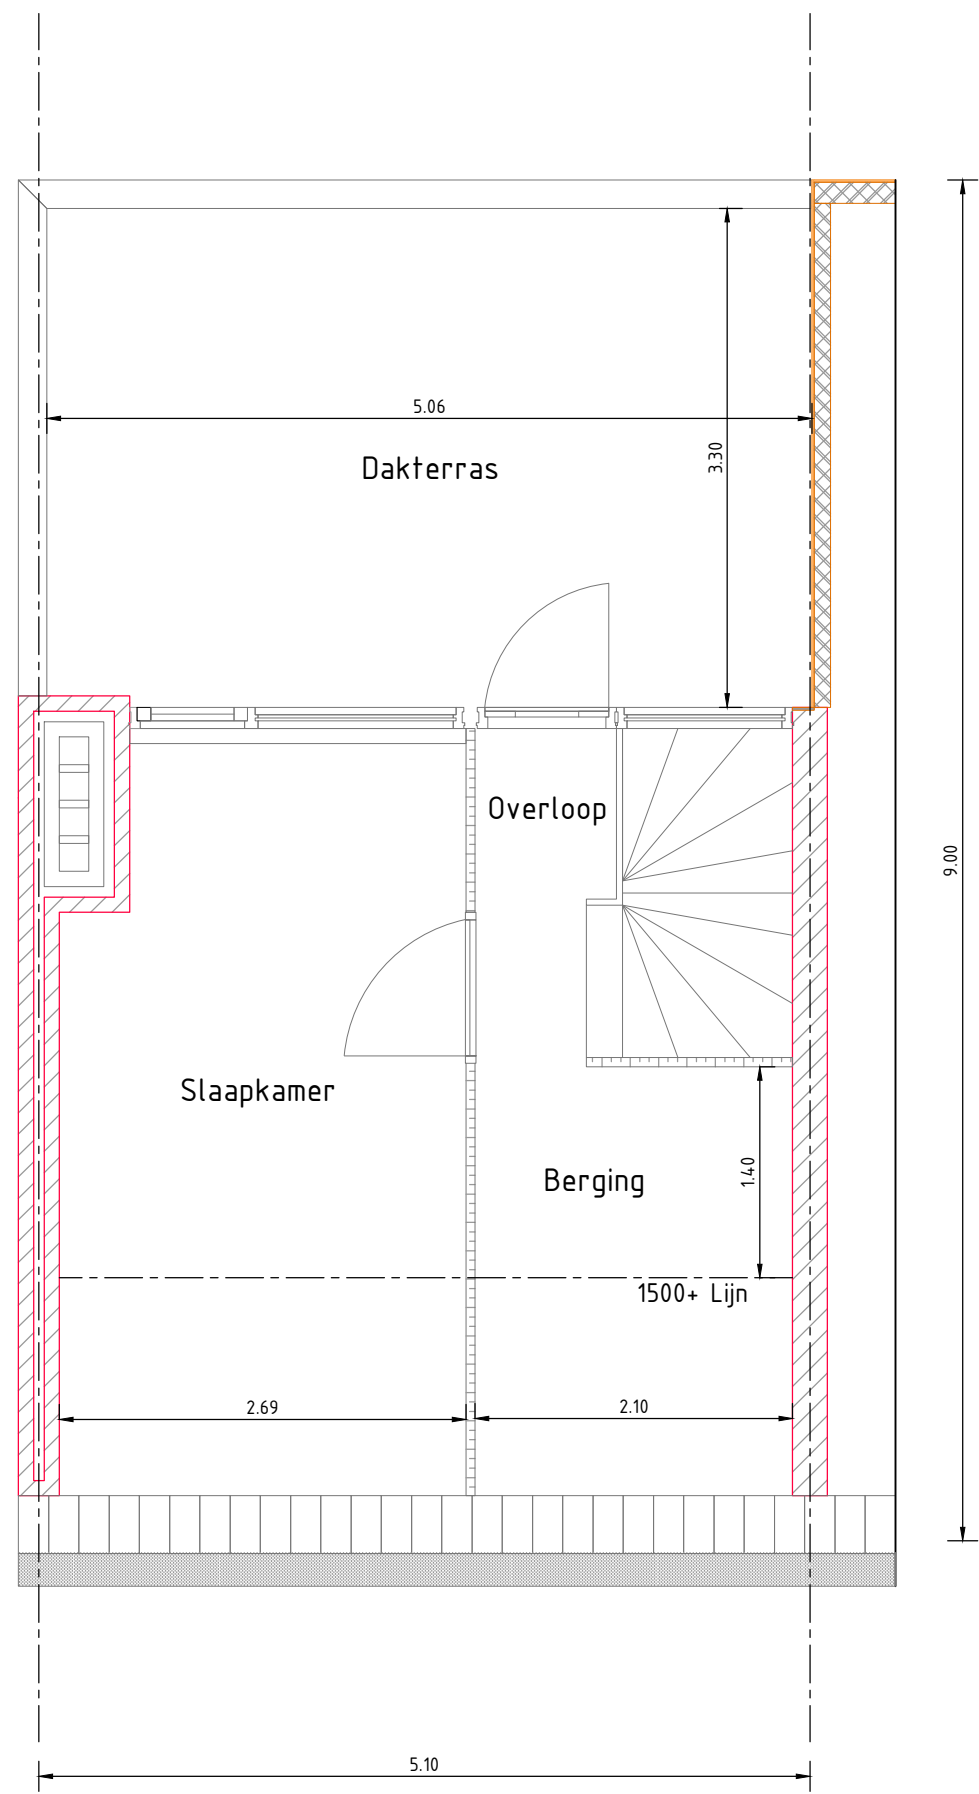 5.06
Dakterras
3.30
Overloop
9.00
Slaapkamer
Berging
1.40
1500+ Lijn
2.69
2.10
5.10